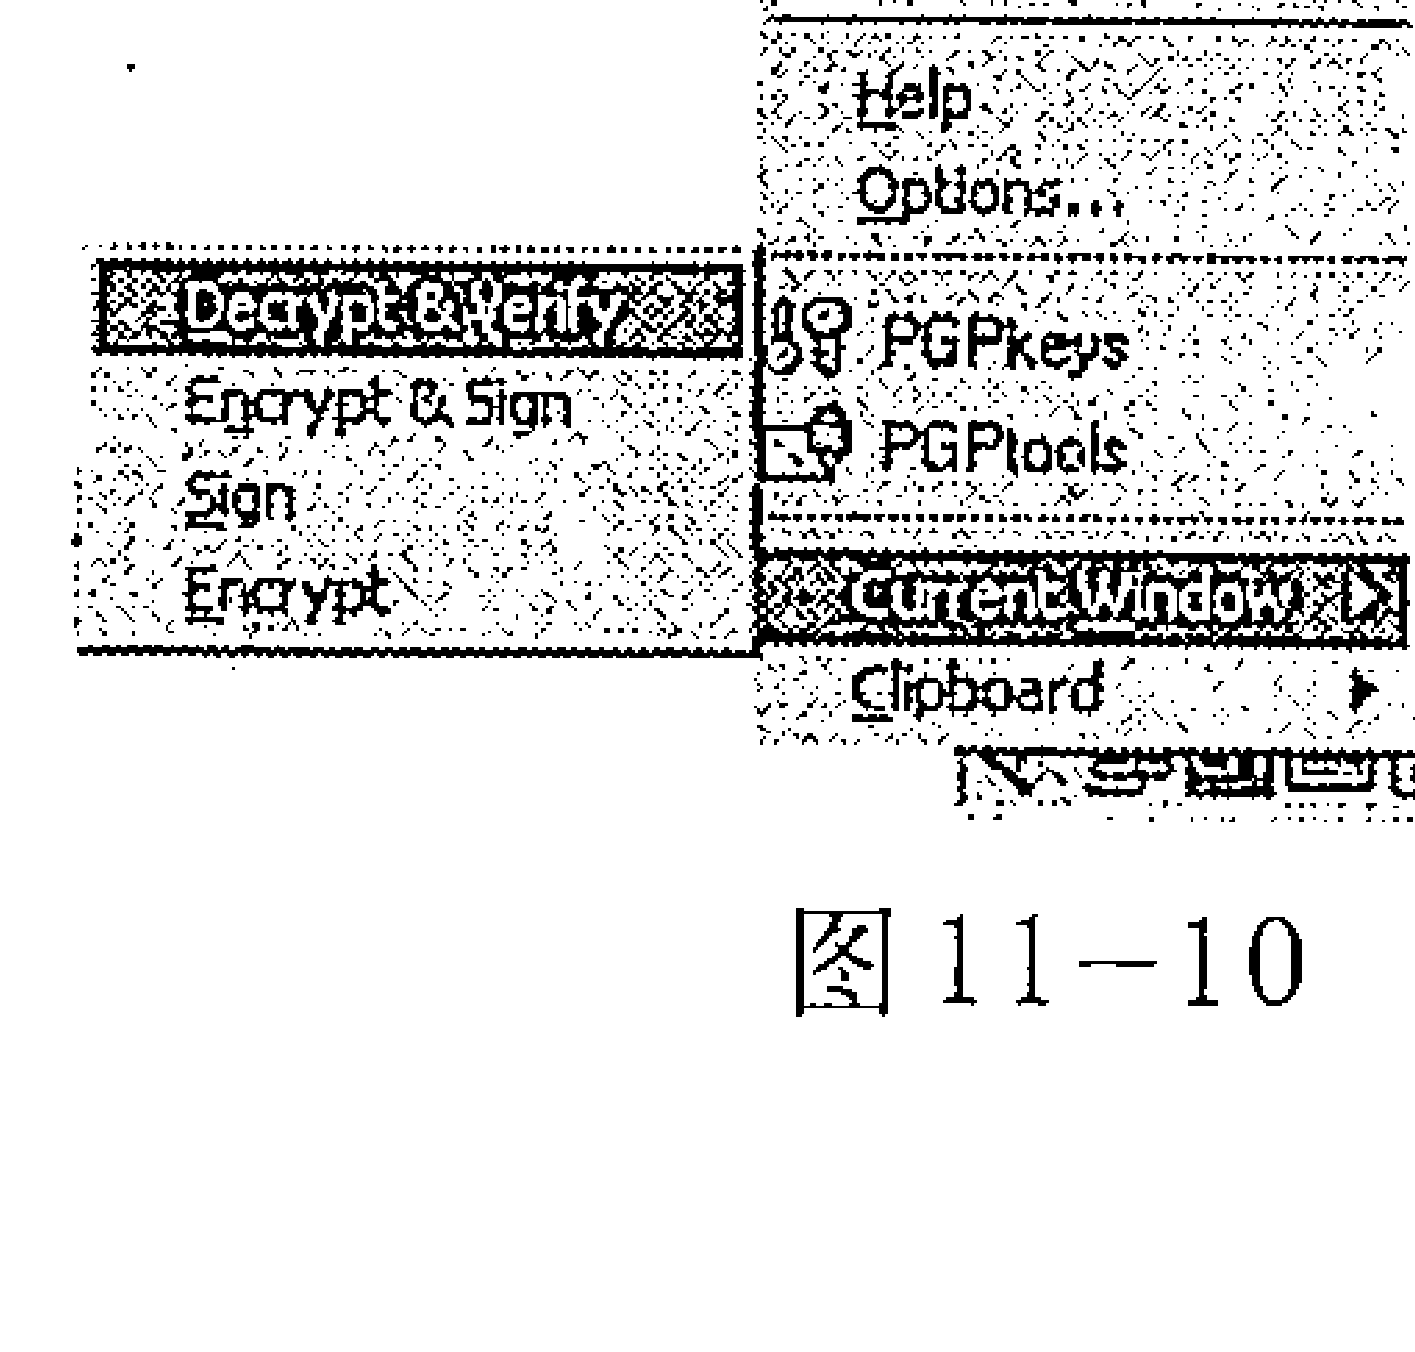 Help
Options...
PGPkeys
PGPtools
Current Window
Clipboard
Decrypt & Verify
Encrypt & Sign
Sign
Encrypt
图 11-10